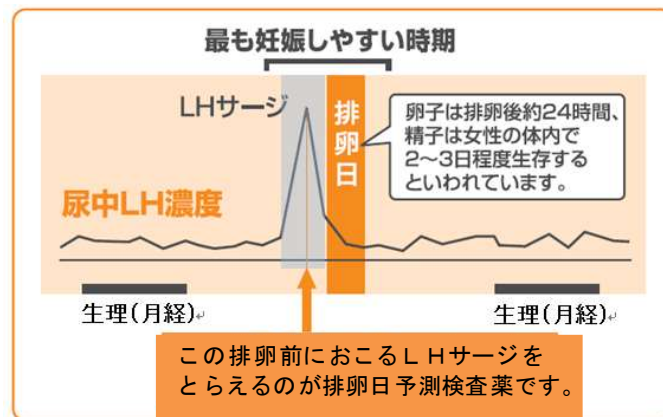 最も妊娠しやすい時期
LHサージ
排卵日
卵子は排卵後約24時間、
精子は女性の体内で
2〜3日程度生存する
といわれています。
尿中LH濃度
生理(月経)
生理(月経)
この排卵前におこるＬＨサージを
とらえるのが排卵日予測検査薬です。